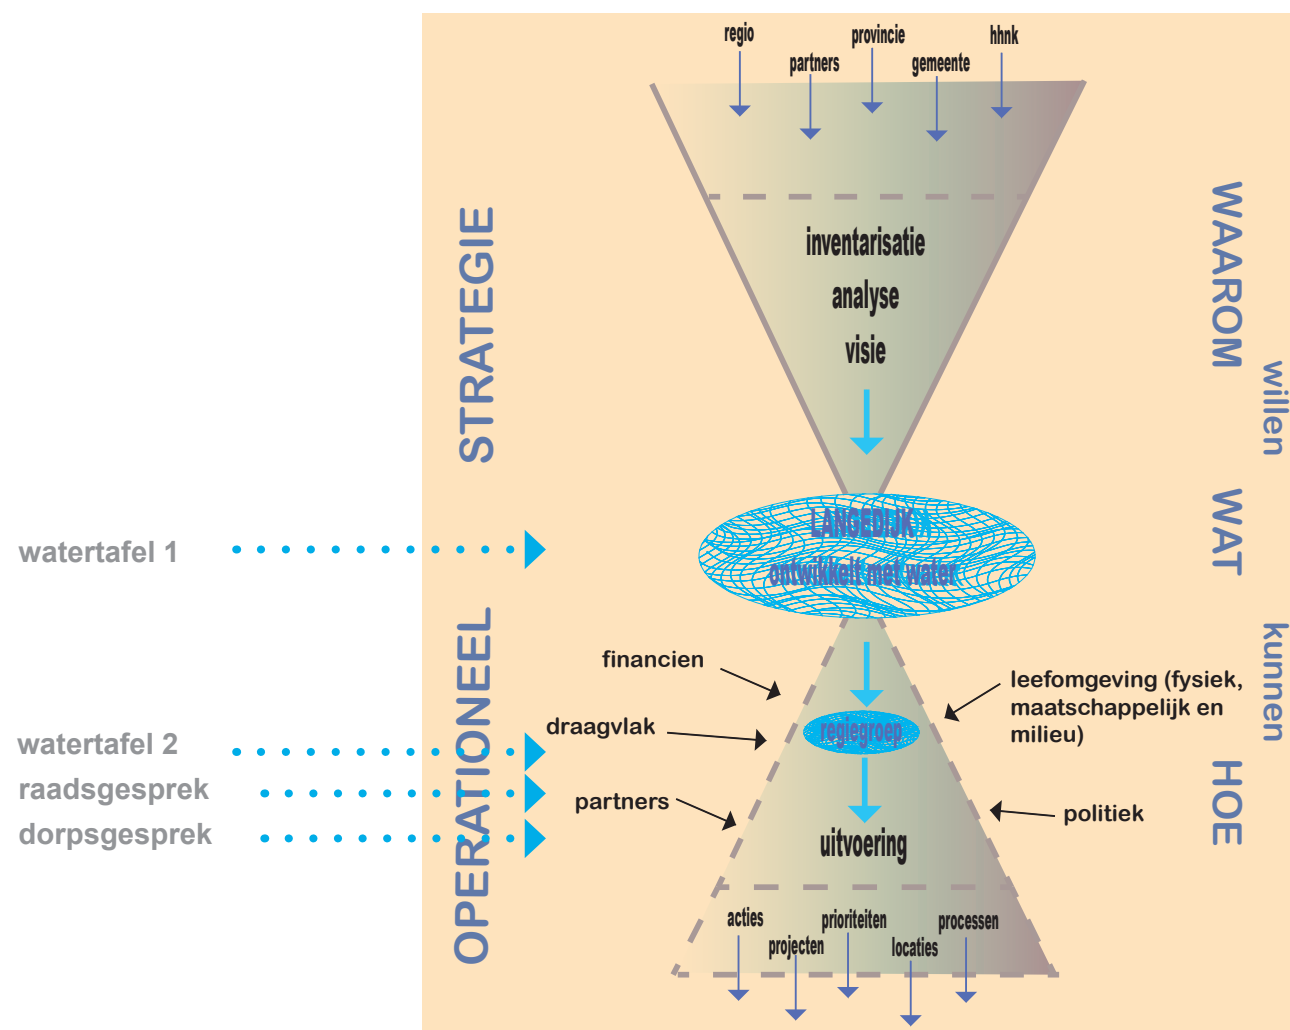 regio
provincie
hhnk
partners
gemeente
STRATEGIE
WAAROM
inventarisatie
analyse
visie
willen
watertafel 1
LANGEDIJK
ontwikkelt met water
WAT
OPERATIONEEL
kunnen
financien
leefomgeving (fysiek,
maatschappelijk en
milieu)
draagvlak
regiegroep
watertafel 2
raadsgesprek
dorpsgesprek
partners
politiek
HOE
uitvoering
acties
prioriteiten
processen
projecten
locaties